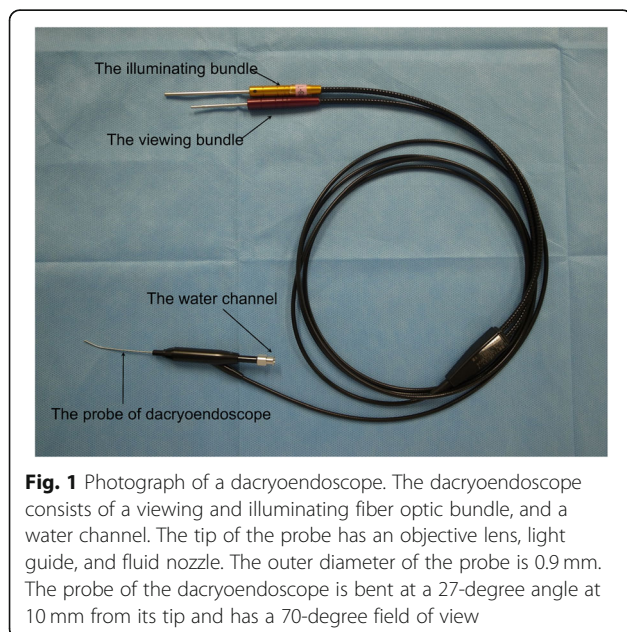 The illuminating bundle
The viewing bundle
The water channel
The probe of dacryoendoscope
Fig. 1 Photograph of a dacryoendoscope. The dacryoendoscope
consists of a viewing and illuminating fiber optic bundle, and a
water channel. The tip of the probe has an objective lens, light
guide, and fluid nozzle. The outer diameter of the probe is 0.9 mm.
The probe of the dacryoendoscope is bent at a 27-degree angle at
10 mm from its tip and has a 70-degree field of view